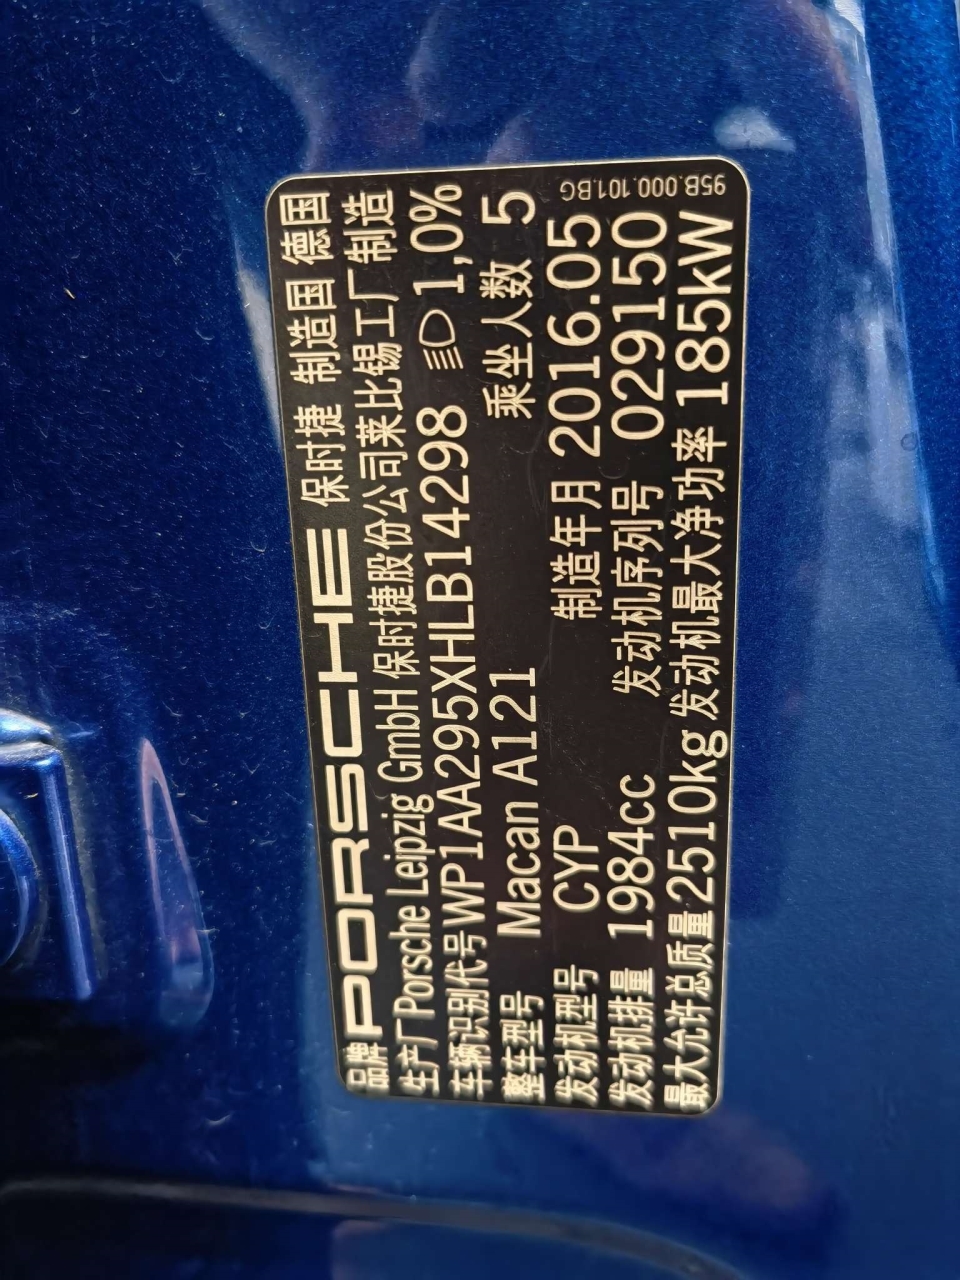 95B.000.101.BG
品牌 PORSCHE 保时捷 制造国 德国
生产厂 Porsche Leipzig GmbH 保时捷股份公司莱比锡工厂制造
车辆识别代号 WP1AA295XHLB14298 1,0%
整车型号 Macan A121 乘坐人数 5
发动机型号 CYP 制造年月 2016.05
发动机排量 1984cc 发动机序列号 029150
最大允许总质量 2510kg 发动机最大净功率 185kW